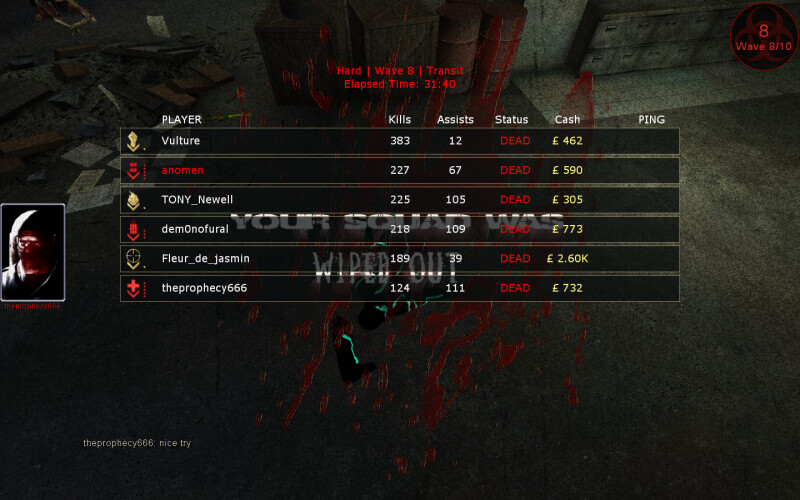 8
Wave 8/10
Hard | Wave 8 | Transit
Elapsed Time: 31:40
PLAYER Kills Assists Status Cash PING
Vulture 383 12 DEAD £ 462
anomen 227 67 DEAD £ 590
TONY_Newell 225 105 DEAD £ 305
YOUR SQUAD WAS
dem0nofural 218 109 DEAD £ 773
Fleur_de_jasmin 189 39 DEAD £ 2.60K
WIPED OUT
theprophecy666 124 111 DEAD £ 732
theprophecy666
theprophecy666: nice try